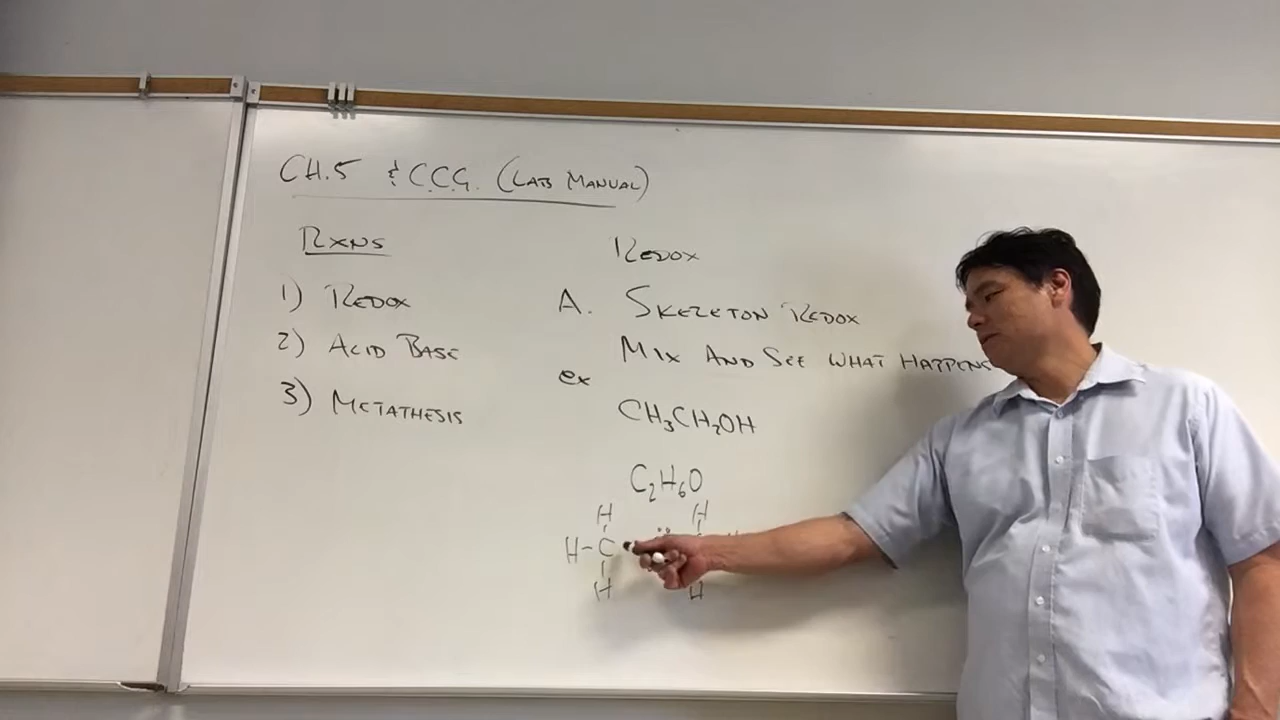 CH.5 & C.C.G. (LAB MANUAL)
RXNS
1) REDOX
2) ACID BASE
3) METATHESIS
REDOX
A. SKELETON REDOX
MIX AND SEE WHAT HAPPENS
ex
CH₃CH₂OH
C₂H₆O
H H
H-C
H H